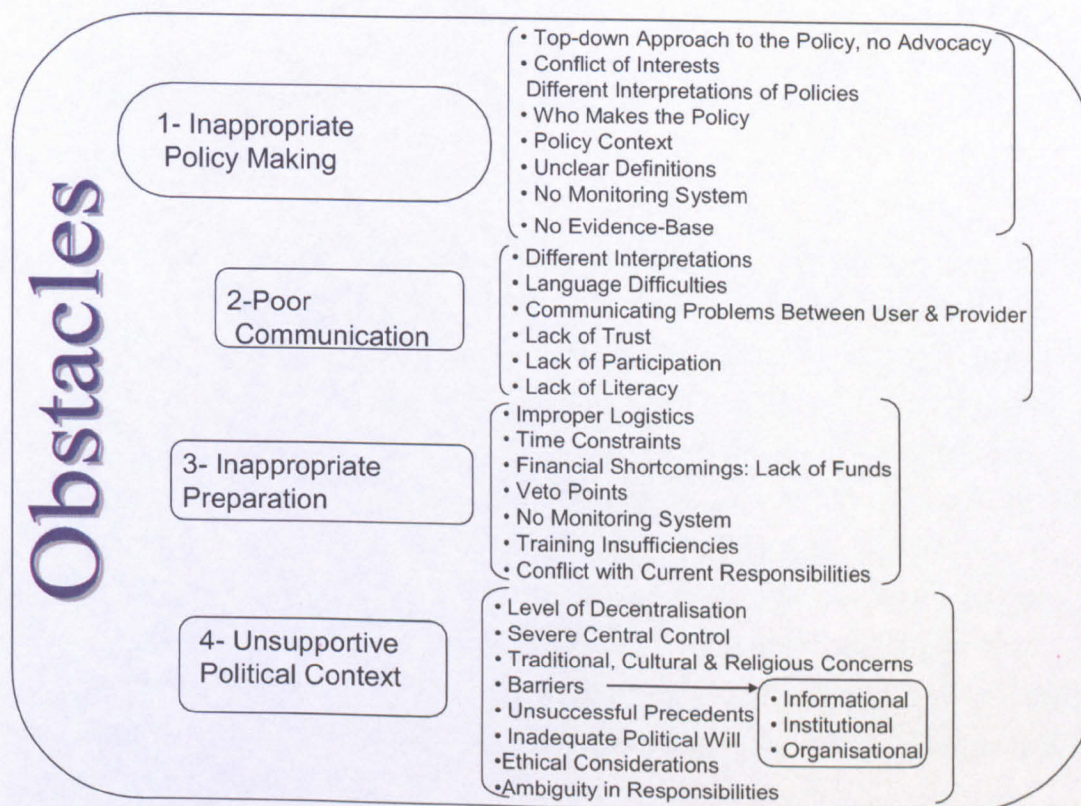 Obstacles
1- Inappropriate
Policy Making
• Top-down Approach to the Policy, no Advocacy
• Conflict of Interests
Different Interpretations of Policies
• Who Makes the Policy
• Policy Context
• Unclear Definitions
• No Monitoring System
• No Evidence-Base
2-Poor
Communication
• Different Interpretations
• Language Difficulties
• Communicating Problems Between User & Provider
• Lack of Trust
• Lack of Participation
• Lack of Literacy
3- Inappropriate
Preparation
• Improper Logistics
• Time Constraints
• Financial Shortcomings: Lack of Funds
• Veto Points
• No Monitoring System
• Training Insufficiencies
• Conflict with Current Responsibilities
4- Unsupportive
Political Context
• Level of Decentralisation
• Severe Central Control
• Traditional, Cultural & Religious Concerns
• Barriers
• Informational
• Institutional
• Organisational
• Unsuccessful Precedents
• Inadequate Political Will
•Ethical Considerations
•Ambiguity in Responsibilities